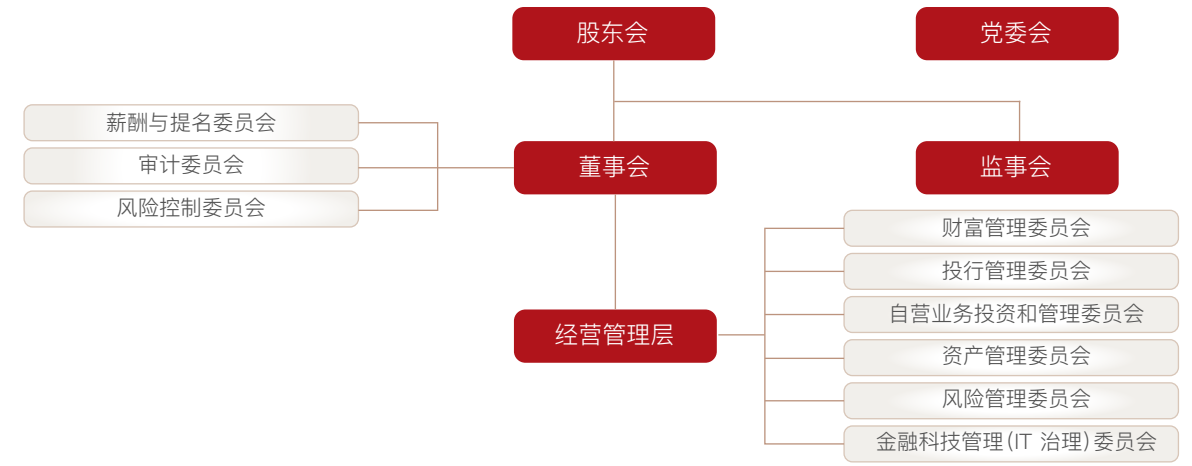 股东会
党委会
薪酬与提名委员会
审计委员会
风险控制委员会
董事会
监事会
经营管理层
财富管理委员会
投行管理委员会
自营业务投资和管理委员会
资产管理委员会
风险管理委员会
金融科技管理(IT 治理)委员会